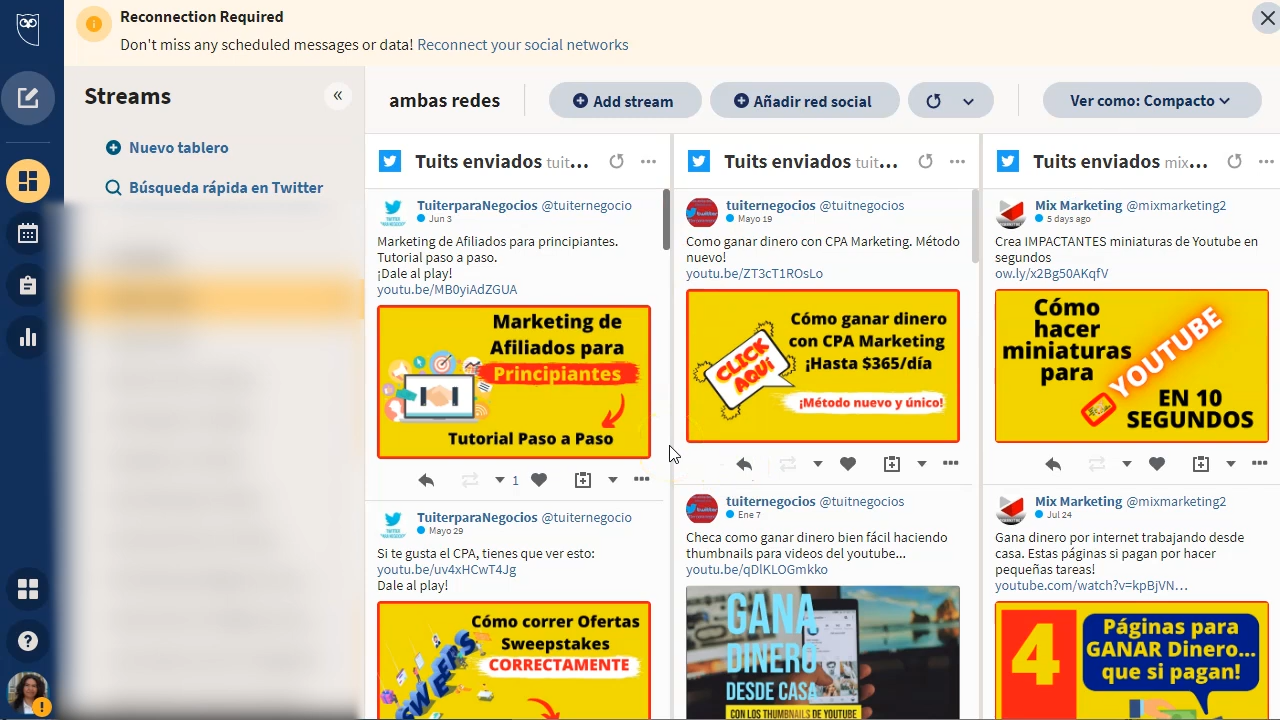 Reconnection Required
Don't miss any scheduled messages or data! Reconnect your social networks
Streams
«
Nuevo tablero
Búsqueda rápida en Twitter
ambas redes
Add stream
Añadir red social
Ver como: Compacto
Tuits enviados tuit...
TuiterparaNegocios @tuiternegocio
Jun 3
Marketing de Afiliados para principiantes.
Tutorial paso a paso.
¡Dale al play!
youtu.be/MB0yiAdZGUA
Marketing de
Afiliados para
Principiantes
Tutorial Paso a Paso
1
TuiterparaNegocios @tuiternegocio
Mayo 29
Si te gusta el CPA, tienes que ver esto:
youtu.be/uv4xHCwT4Jg
Dale al play!
Cómo correr Ofertas
Sweepstakes
CORRECTAMENTE
Tuits enviados tuit...
tuiternegocios @tuitnegocios
Mayo 19
Como ganar dinero con CPA Marketing. Método
nuevo!
youtu.be/ZT3cT1ROsLo
CLICK
AQUÍ
Cómo ganar dinero
con CPA Marketing
¡Hasta $365/día
¡Método nuevo y único!
tuiternegocios @tuitnegocios
Ene 7
Checa como ganar dinero bien fácil haciendo
thumbnails para videos del youtube...
youtu.be/qDlKLOGmkko
GANA
DINERO
DESDE CASA
CON LOS THUMBNAILS DE YOUTUBE
Tuits enviados mix...
Mix Marketing @mixmarketing2
5 days ago
Crea IMPACTANTES miniaturas de Youtube en
segundos
ow.ly/x2Bg50AKqfV
Cómo
hacer
miniaturas
para
YOUTUBE
EN 10
SEGUNDOS
Mix Marketing @mixmarketing2
Jul 24
Gana dinero por internet trabajando desde
casa. Estas páginas si pagan por hacer
pequeñas tareas!
youtube.com/watch?v=kpBjVN...
4
Páginas para
GANAR Dinero...
que si pagan!